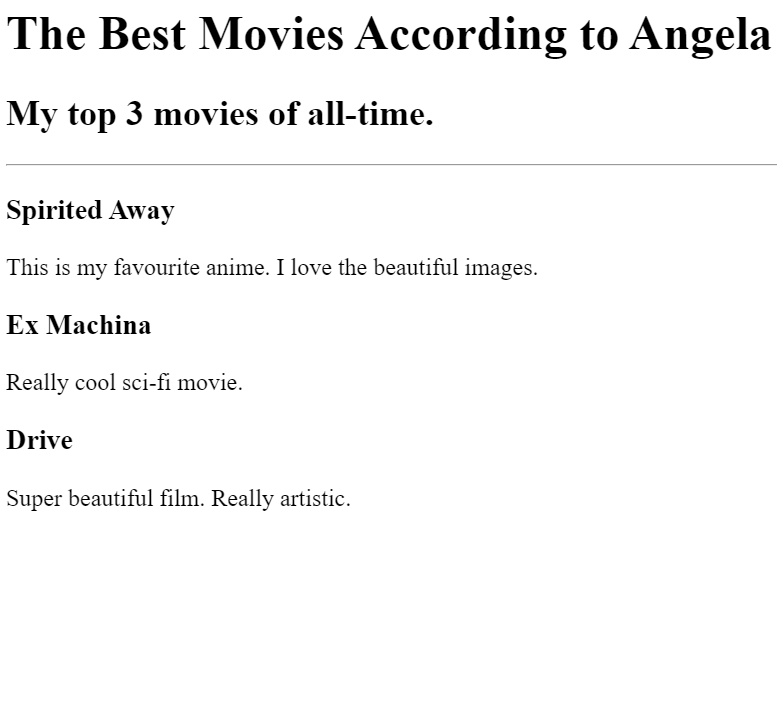 The Best Movies According to Angela
My top 3 movies of all-time.
Spirited Away
This is my favourite anime. I love the beautiful images.
Ex Machina
Really cool sci-fi movie.
Drive
Super beautiful film. Really artistic.